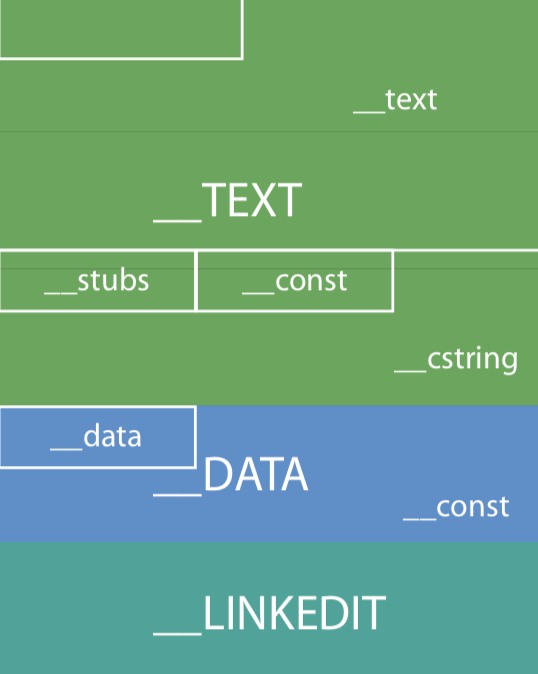 __text
__TEXT
__stubs
__const
__cstring
__data
__DATA
__const
__LINKEDIT